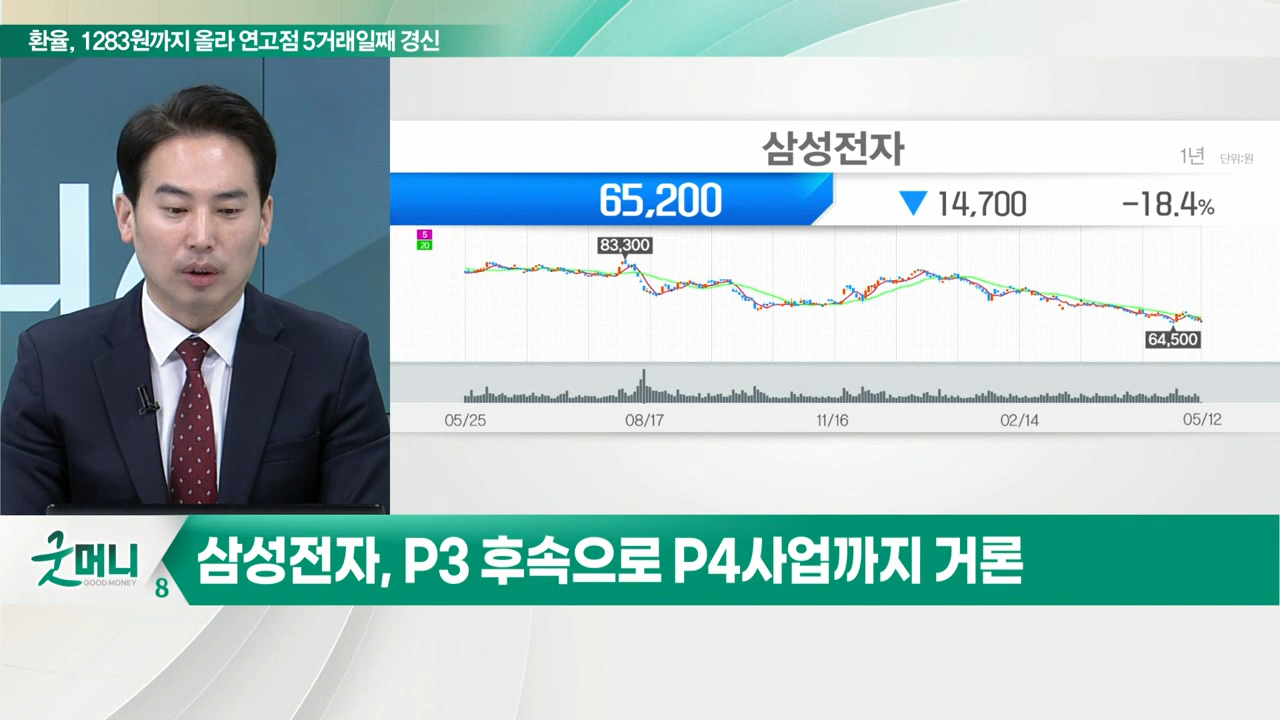 환율, 1283원까지 올라 연고점 5거래일째 경신
삼성전자
1년 단위:원
65,200 ▼ 14,700 -18.4%
5
20
83,300
64,500
05/25 08/17 11/16 02/14 05/12
굿머니
GOOD MONEY
8
삼성전자, P3 후속으로 P4사업까지 거론